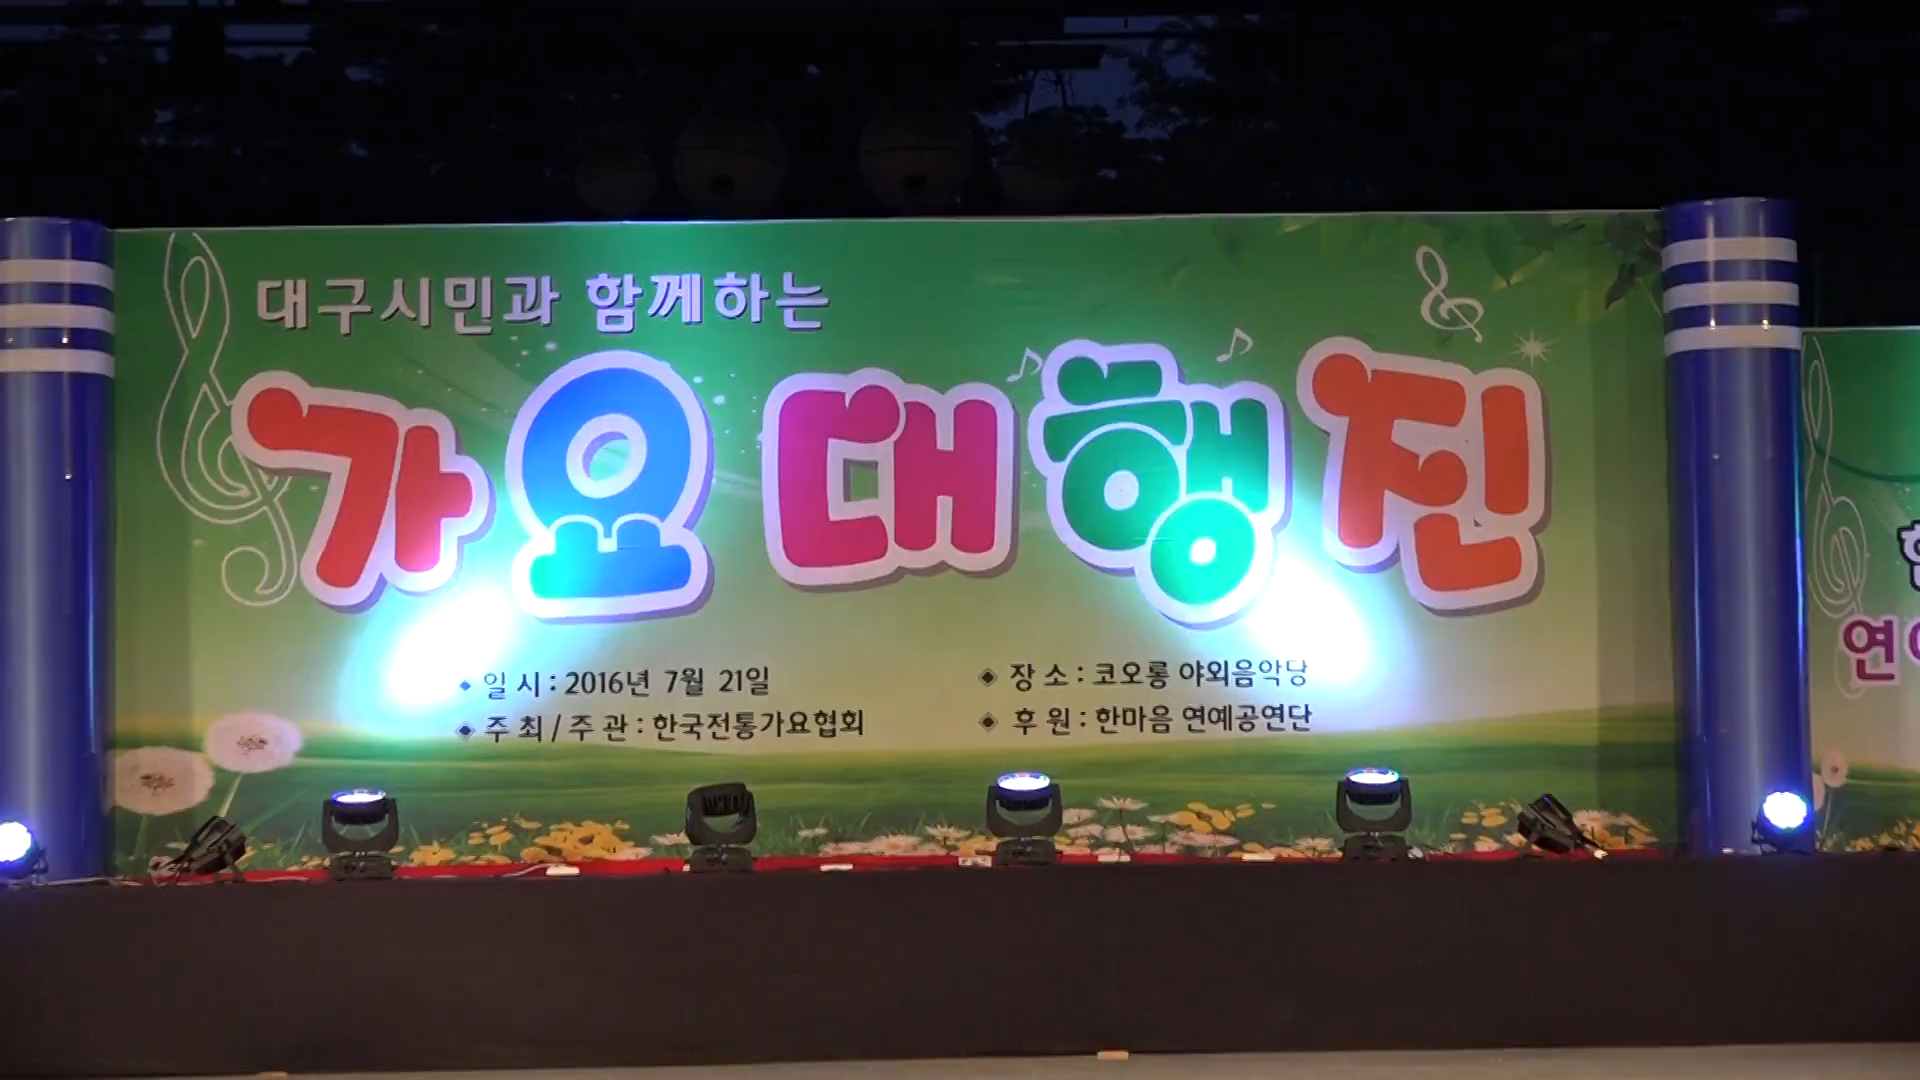 대구시민과 함께하는
가요대행진
◆ 일 시 : 2016년 7월 21일
◆ 주 최 / 주 관 : 한국전통가요협회
◈ 장 소 : 코오롱 야외음악당
◈ 후 원 : 한마음 연예공연단
연